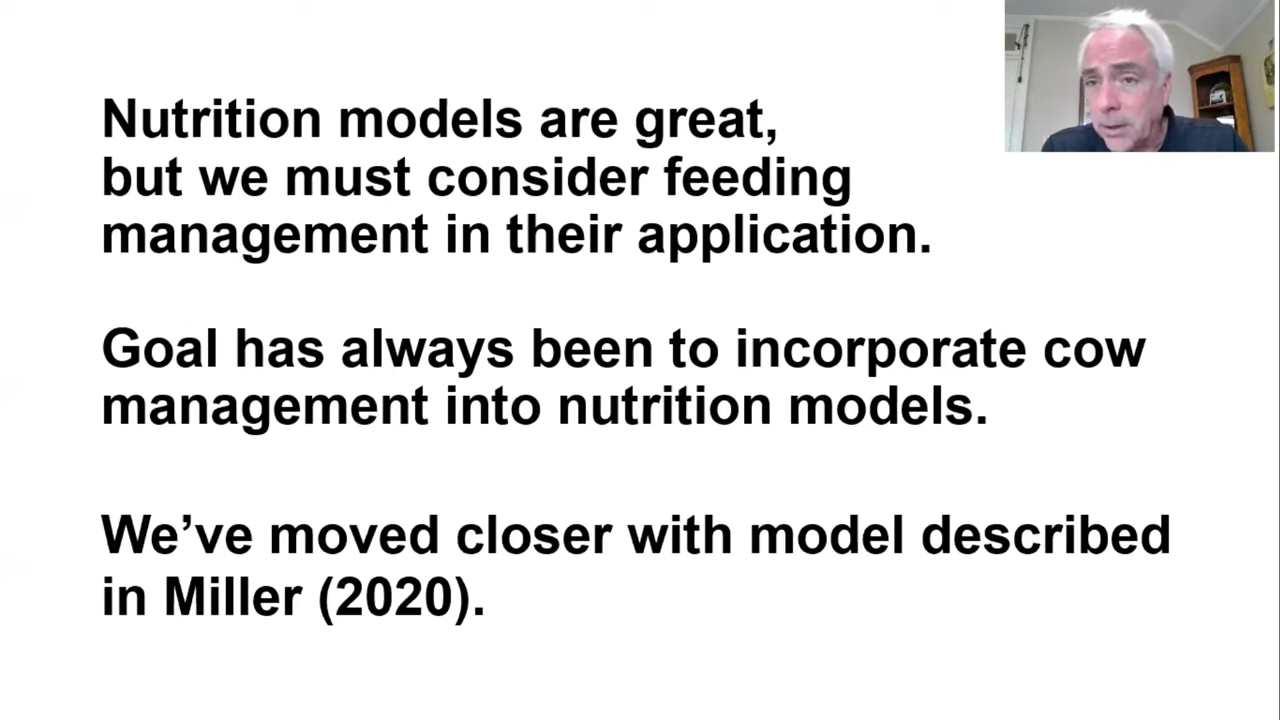 Nutrition models are great,
but we must consider feeding
management in their application.
Goal has always been to incorporate cow
management into nutrition models.
We’ve moved closer with model described
in Miller (2020).